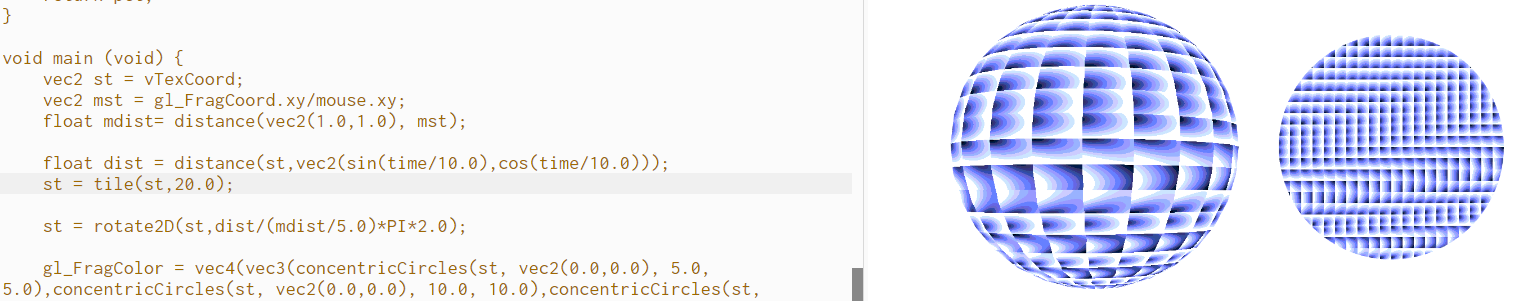 }
void main (void) {
    vec2 st = vTexCoord;
    vec2 mst = gl_FragCoord.xy/mouse.xy;
    float mdist= distance(vec2(1.0,1.0), mst);
    float dist = distance(st,vec2(sin(time/10.0),cos(time/10.0)));
    st = tile(st,20.0);
    st = rotate2D(st,dist/(mdist/5.0)*PI*2.0);
    gl_FragColor = vec4(vec3(concentricCircles(st, vec2(0.0,0.0), 5.0,
5.0),concentricCircles(st, vec2(0.0,0.0), 10.0, 10.0),concentricCircles(st,